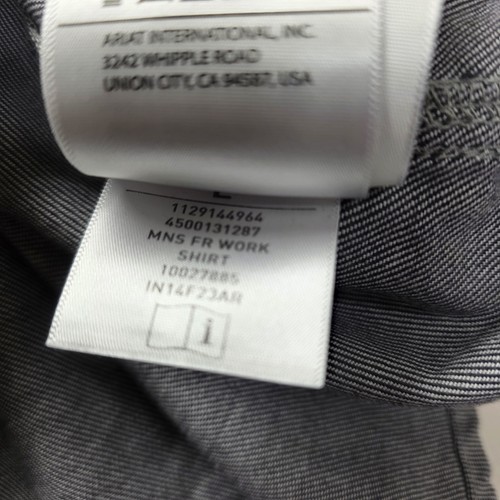 ARIAT INTERNATIONAL, INC.
3242 WHIPPLE ROAD
UNION CITY, CA 94587, USA
1129144964
4500131287
MNS FR WORK
SHIRT
10027885
IN14F23AR
i